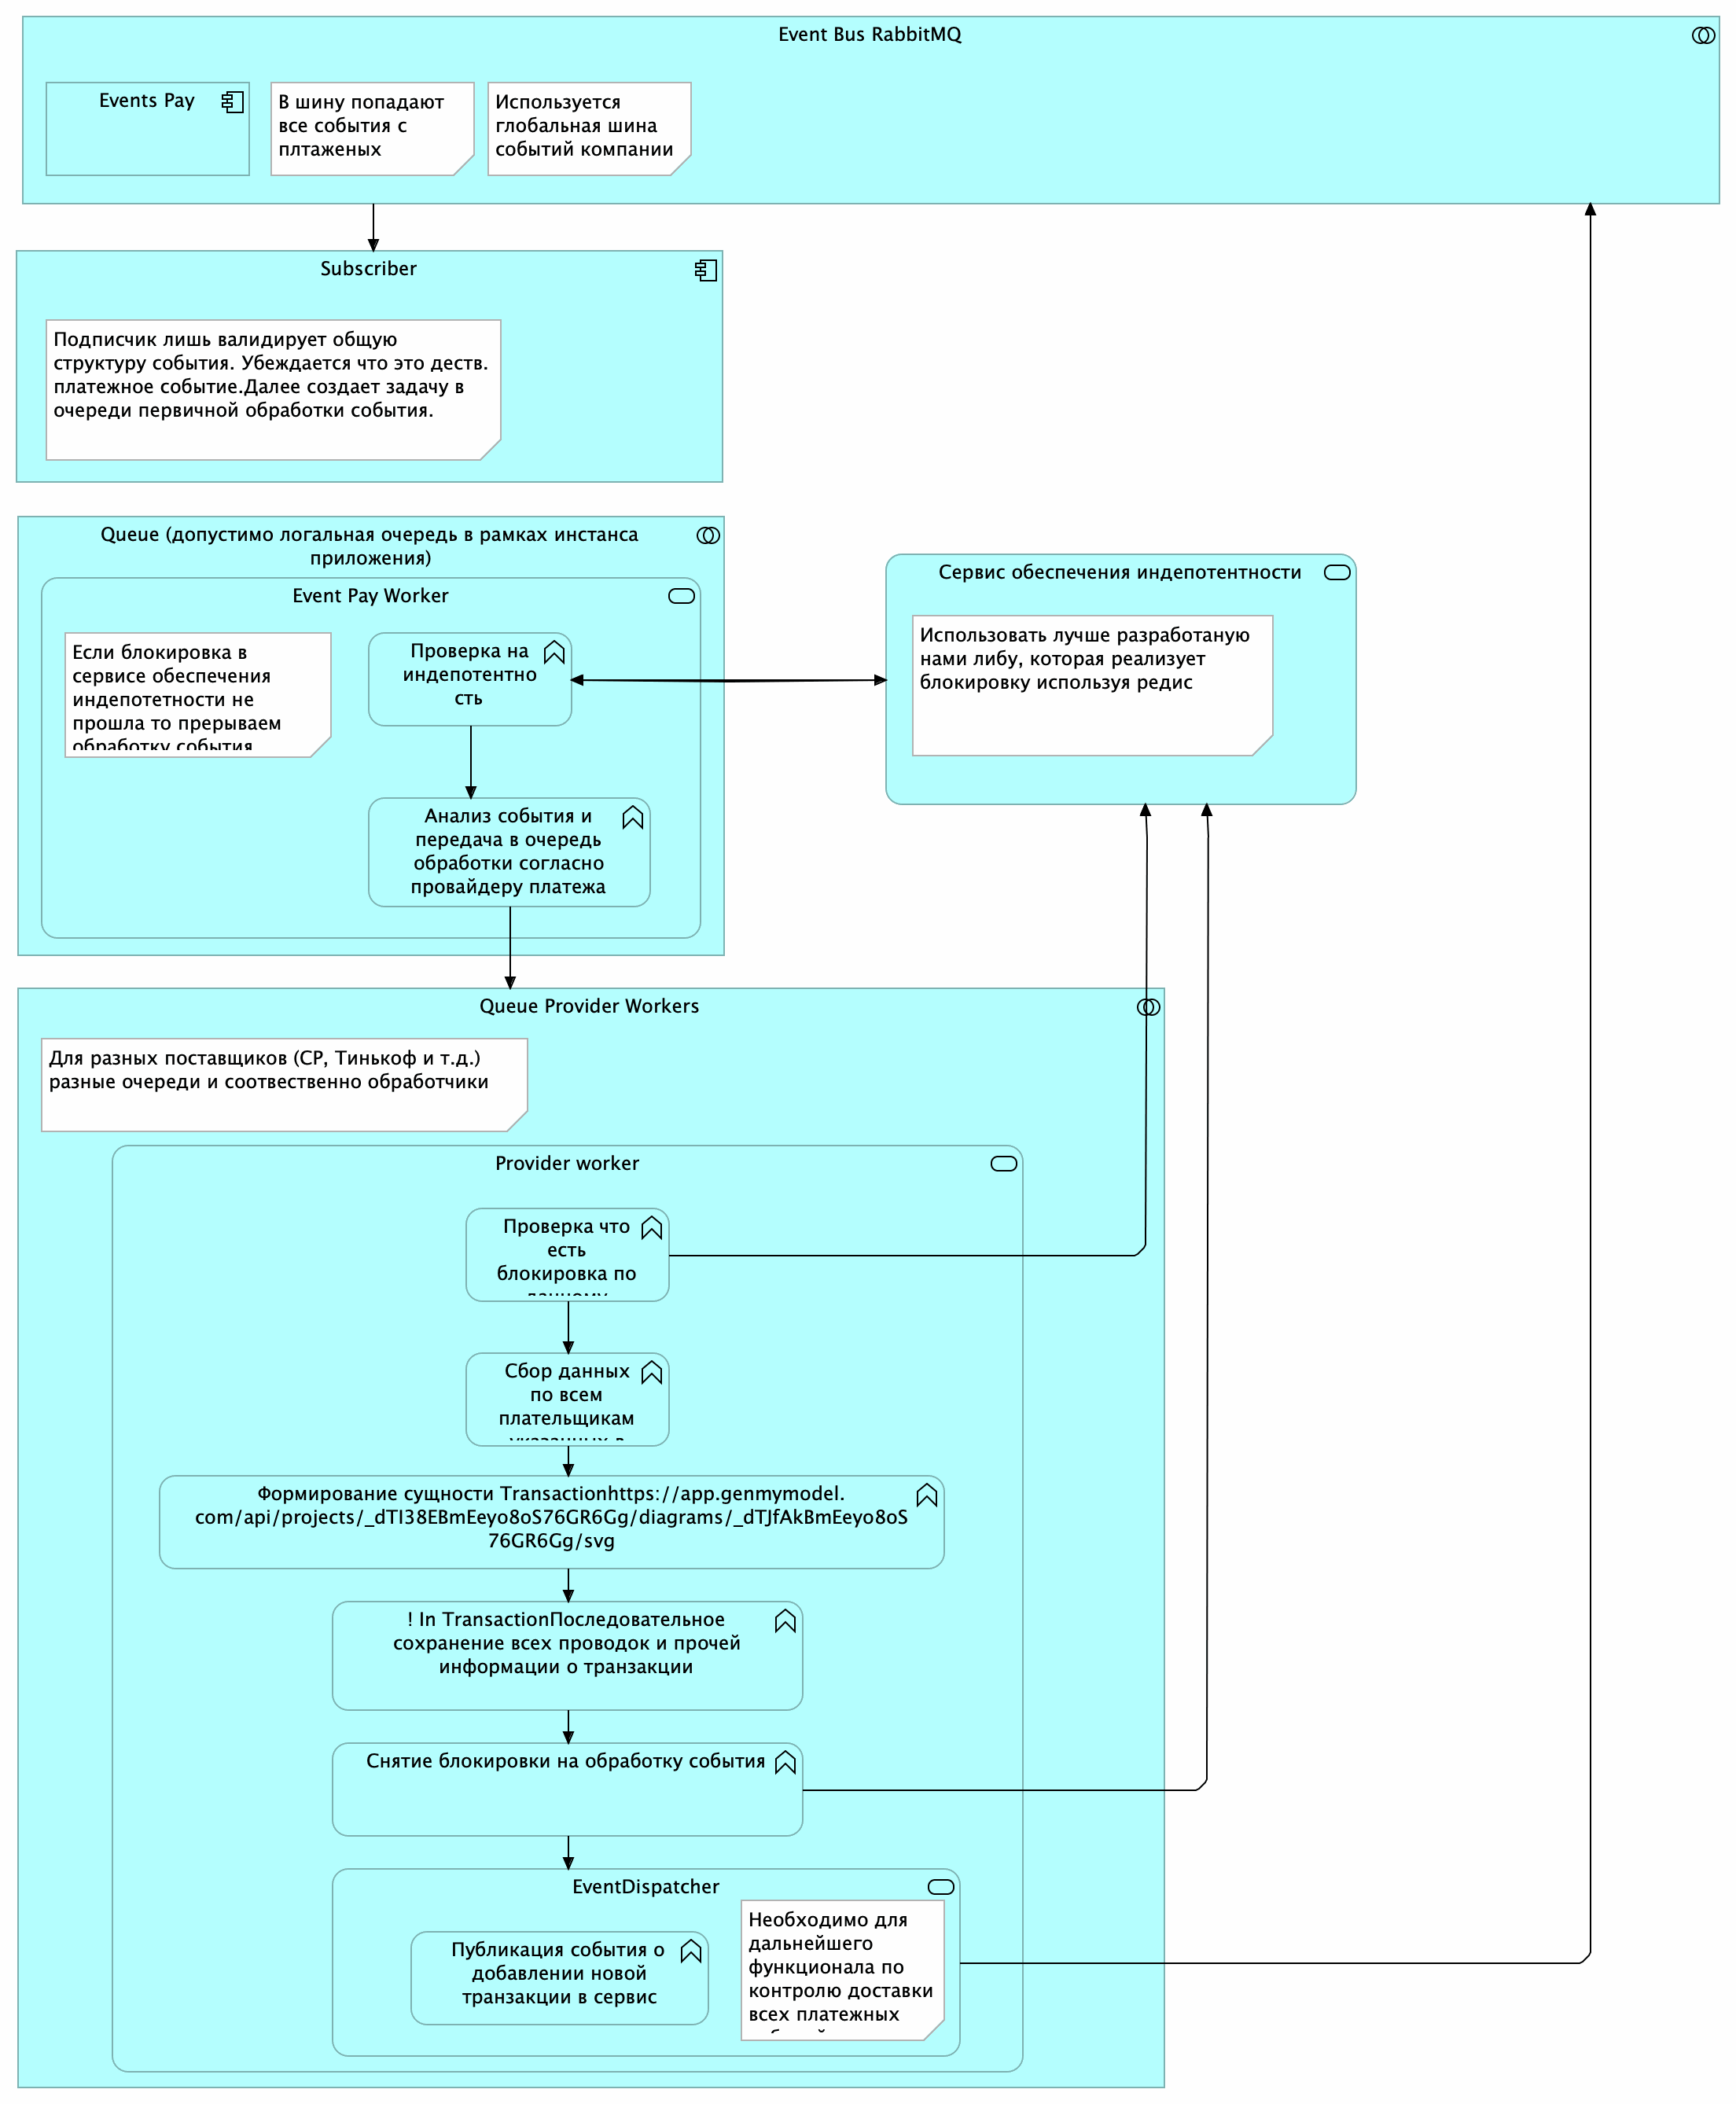 Event Bus RabbitMQ
Events Pay
В шину попадают
все события с
плтаженых
Используется
глобальная шина
событий компании
Subscriber
Подписчик лишь валидирует общую
структуру события. Убеждается что это деств.
платежное событие.Далее создает задачу в
очереди первичной обработки события.
Queue (допустимо логальная очередь в рамках инстанса
приложения)
Event Pay Worker
Если блокировка в
сервисе обеспечения
индепотетности не
прошла то прерываем
обработку события
Проверка на
индепотентно
сть
Анализ события и
передача в очередь
обработки согласно
провайдеру платежа
Сервис обеспечения индепотентности
Использовать лучше разработаную
нами либу, которая реализует
блокировку используя редис
Queue Provider Workers
Для разных поставщиков (CP, Тинькоф и т.д.)
разные очереди и соотвественно обработчики
Provider worker
Проверка что
есть
блокировка по
Сбор данных
по всем
плательщикам
Формирование сущности Transactionhttps://app.genmymodel.
com/api/projects/_dTI38EBmEeyo8oS76GR6Gg/diagrams/_dTJfAkBmEeyo8oS
76GR6Gg/svg
! In TransactionПоследовательное
сохранение всех проводок и прочей
информации о транзакции
Снятие блокировки на обработку события
EventDispatcher
Публикация события о
добавлении новой
транзакции в сервис
Необходимо для
дальнейшего
функционала по
контролю доставки
всех платежных